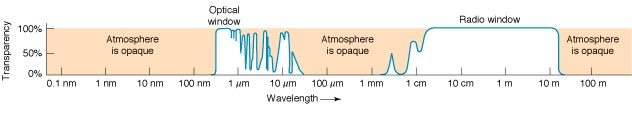 Optical
window
Radio window
Transparency
100%
50%
0%
Atmosphere
is opaque
Atmosphere
is opaque
Atmosphere
is opaque
0.1 nm 1 nm 10 nm 100 nm 1 μm 10 μm 100 μm 1 mm 1 cm 10 cm 1 m 10 m 100 m
Wavelength